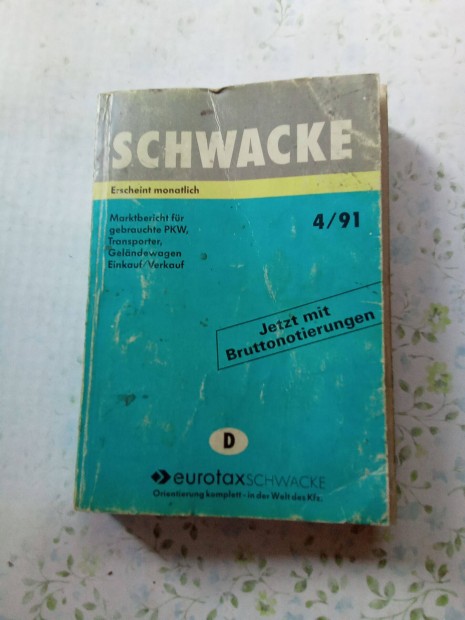 SCHWACKE
Erscheint monatlich
Marktbericht für
gebrauchte PKW,
Transporter,
Geländewagen
Einkauf/Verkauf
4/91
Jetzt mit
Bruttonotierungen
D
eurotaxSCHWACKE
Orientierung komplett - in der Welt des Kfz.